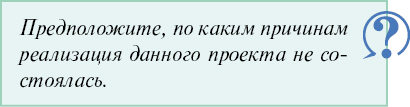 Предположите, по каким причинам
реализация данного проекта не со-
стоялась.
?